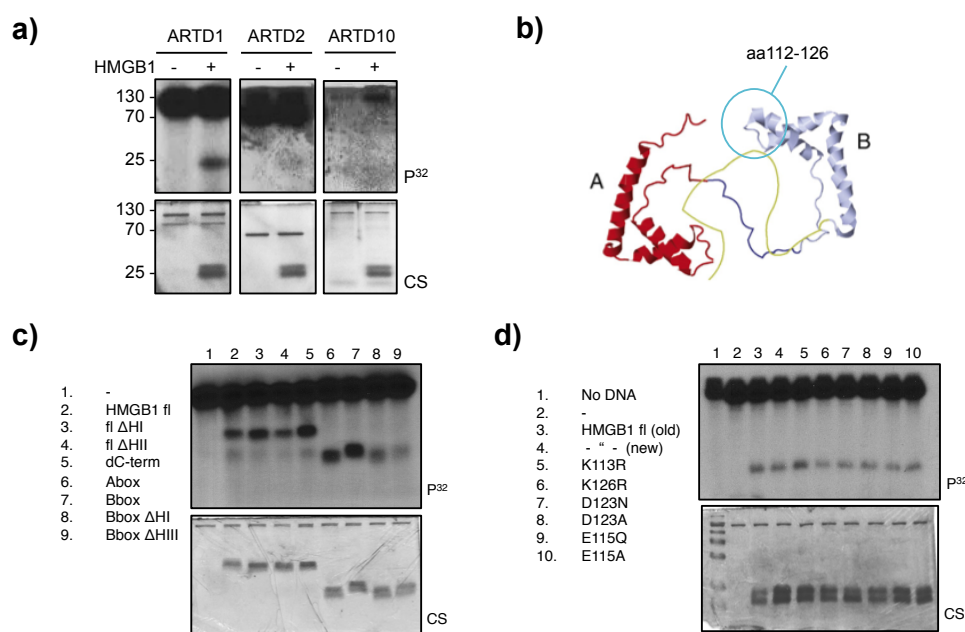 a)
ARTD1 ARTD2 ARTD10
HMGB1 - + - + - +
130
70
25
P32
130
70
25
CS
b)
aa112-126
A
B
c)
1 2 3 4 5 6 7 8 9
1. -
2. HMGB1 fl
3. fl ΔHI
4. fl ΔHII
5. dC-term
6. Abox
7. Bbox
8. Bbox ΔHI
9. Bbox ΔHIII
P32
CS
d)
1 2 3 4 5 6 7 8 9 10
1. No DNA
2. -
3. HMGB1 fl (old)
4. - “ - (new)
5. K113R
6. K126R
7. D123N
8. D123A
9. E115Q
10. E115A
P32
CS